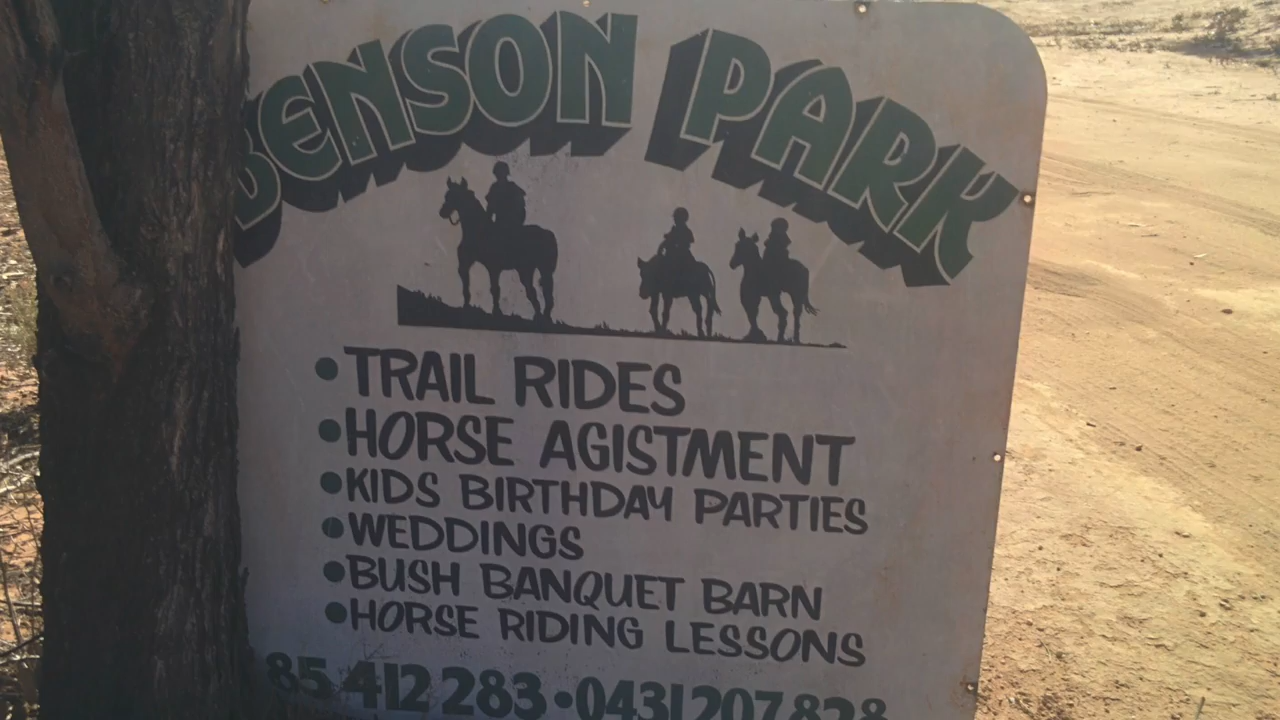 BENSON PARK
• TRAIL RIDES
• HORSE AGISTMENT
• KIDS BIRTHDAY PARTIES
• WEDDINGS
• BUSH BANQUET BARN
• HORSE RIDING LESSONS
85 412 283 • 0431 207 828